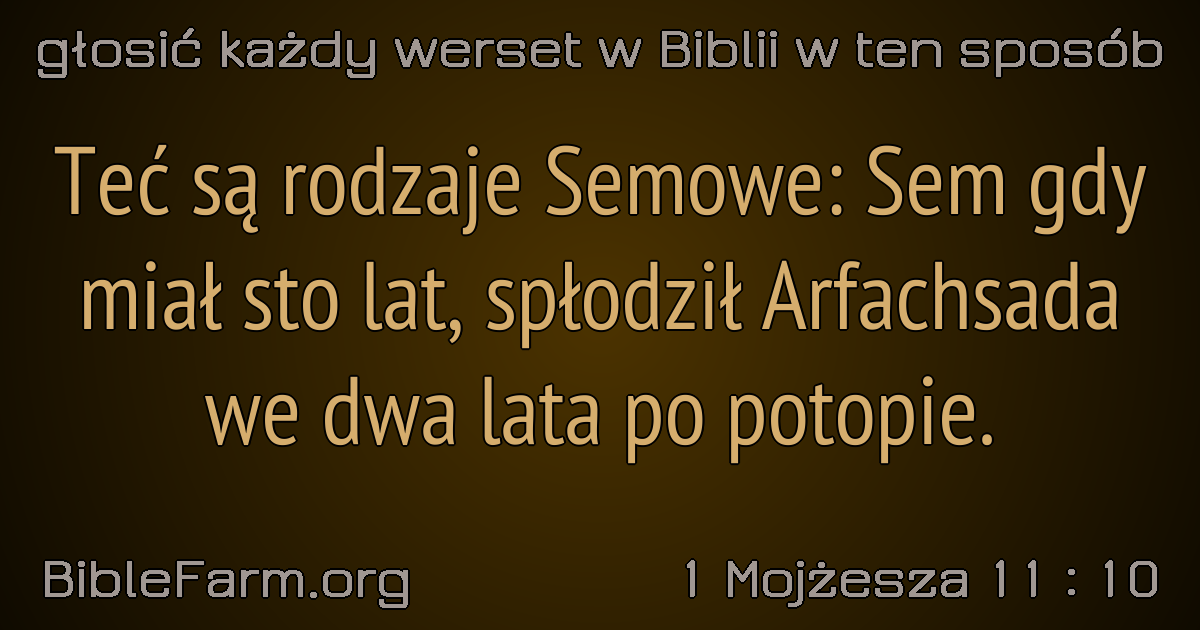 głosić każdy werset w Biblii w ten sposób
Teć są rodzaje Semowe: Sem gdy
miał sto lat, spłodził Arfachsada
we dwa lata po potopie.
BibleFarm.org
1 Mojżesza 11 : 10